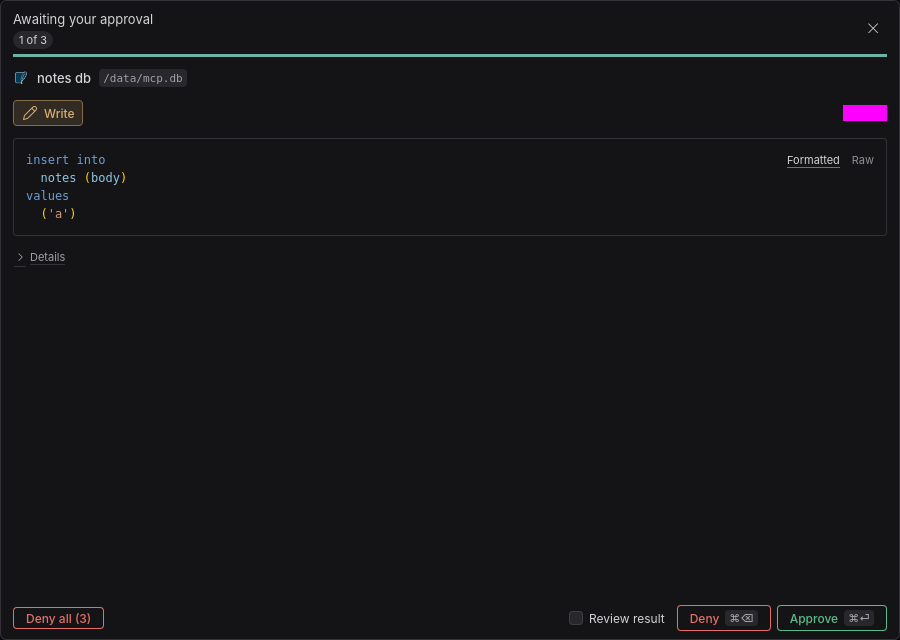 Awaiting your approval
1 of 3
notes db /data/mcp.db
Write
Formatted Raw
insert into
notes (body)
values
('a')
Details
Deny all (3)
Review result
Deny ⌘⌫
Approve ⌘⏎